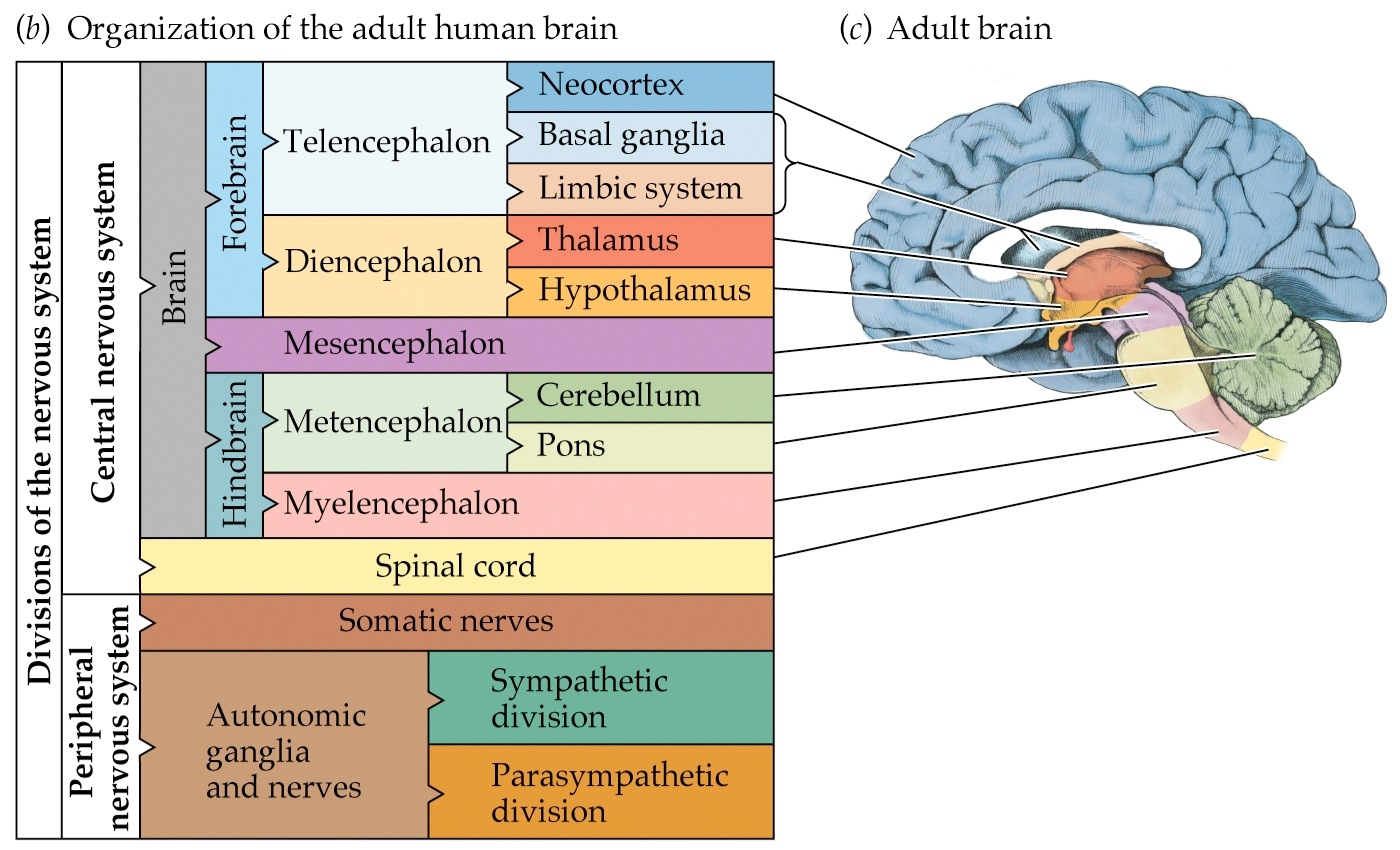 (b) Organization of the adult human brain
(c) Adult brain
Divisions of the nervous system
Central nervous system
Brain
Forebrain
Telencephalon
Neocortex
Basal ganglia
Limbic system
Diencephalon
Thalamus
Hypothalamus
Mesencephalon
Hindbrain
Metencephalon
Cerebellum
Pons
Myelencephalon
Spinal cord
Peripheral
nervous system
Somatic nerves
Autonomic
ganglia
and nerves
Sympathetic
division
Parasympathetic
division